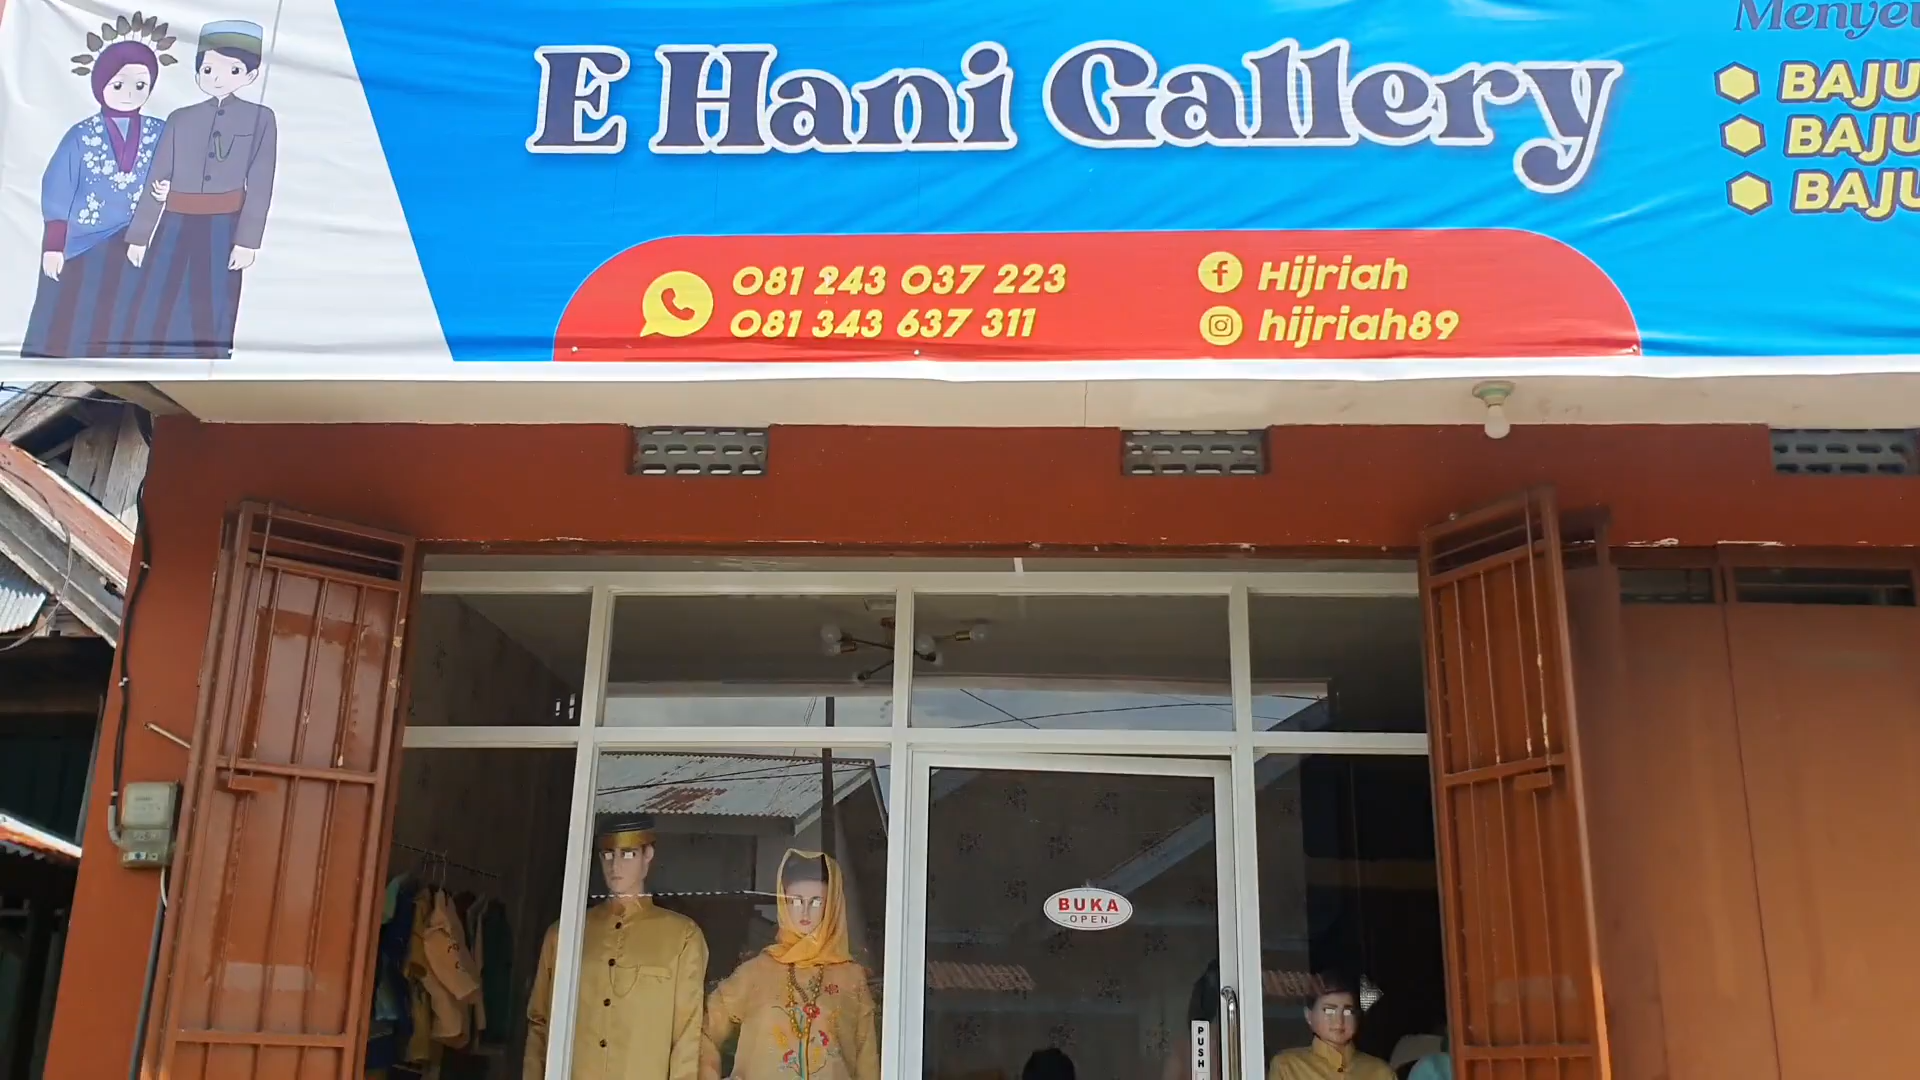 E Hani Gallery
081 243 037 223
081 343 637 311
Hijriah
hijriah89
BAJU
BAJU
BAJU
BUKA
OPEN
PUSH